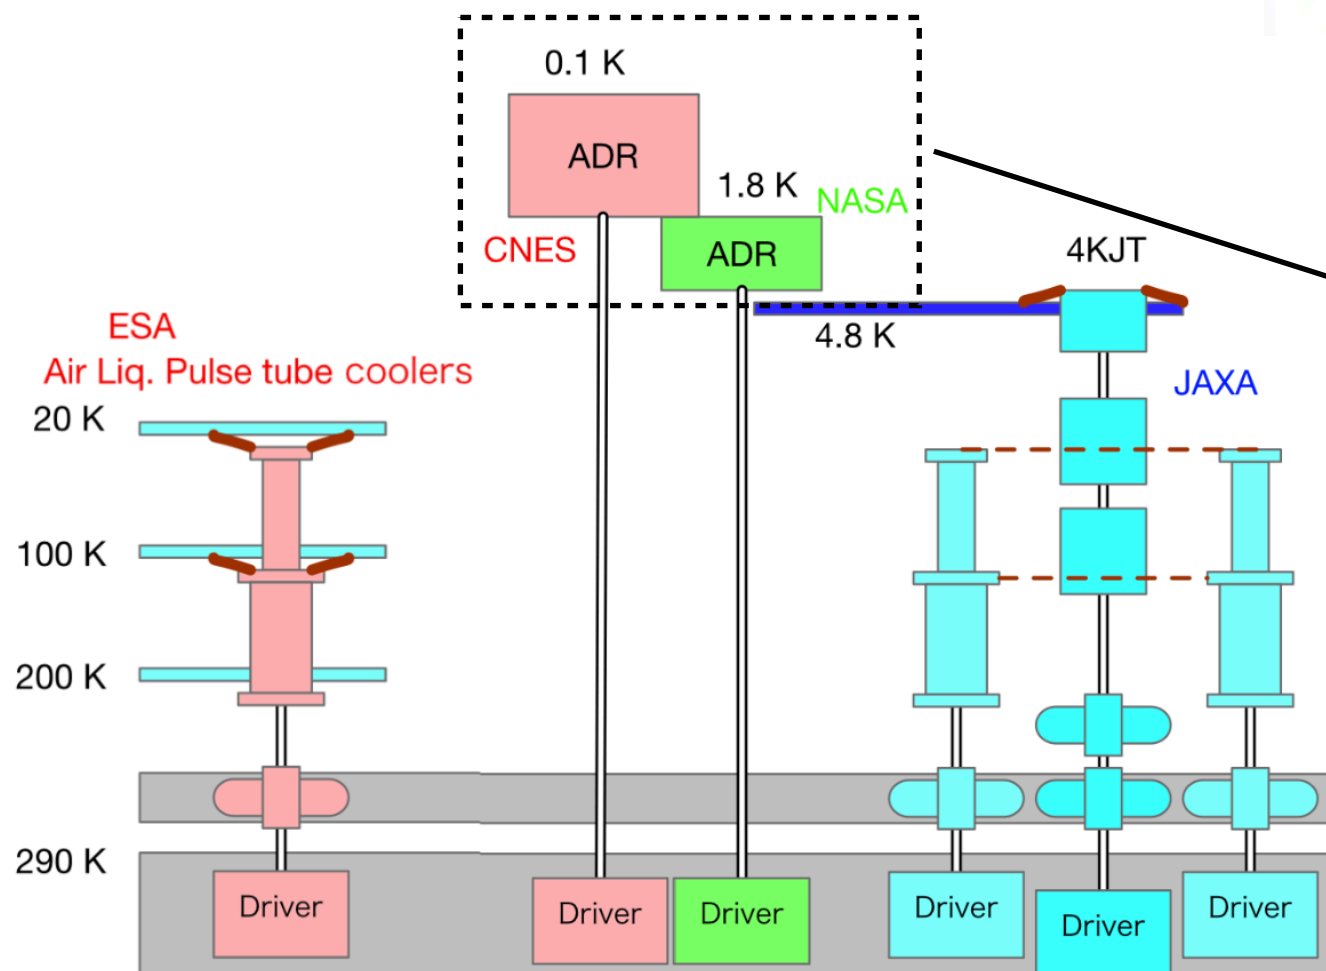 0.1 K
ADR
1.8 K
NASA
CNES
ADR
4KJT
ESA
4.8 K
Air Liq. Pulse tube coolers
JAXA
20 K
100 K
200 K
290 K
Driver
Driver
Driver
Driver
Driver
Driver